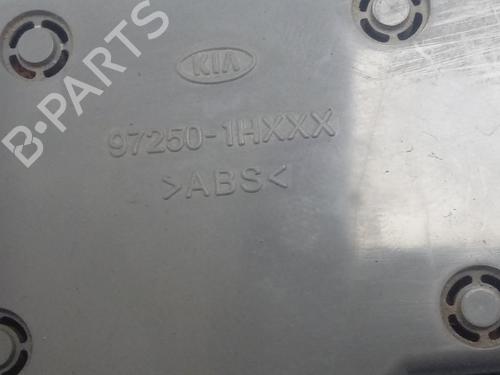 KIA
97250-1HXXX
>ABS<
B-PARTS